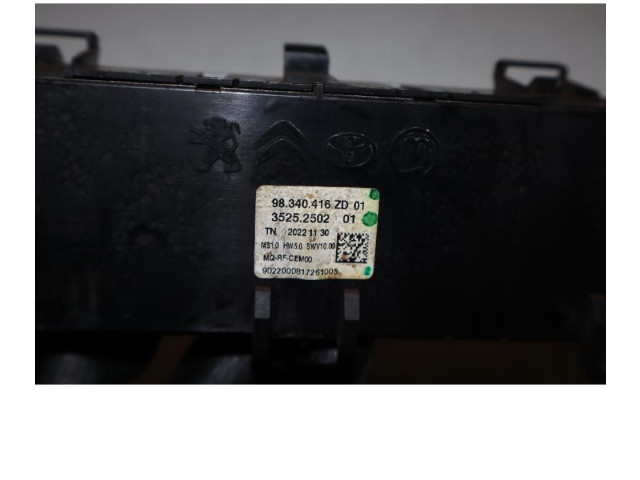 98.340.416 ZD 01
3525.2502 01
TN 2022 11 30
MS1.0 HW5.0 SWV10.00
MQ-RF-CEM00
9022000817261005